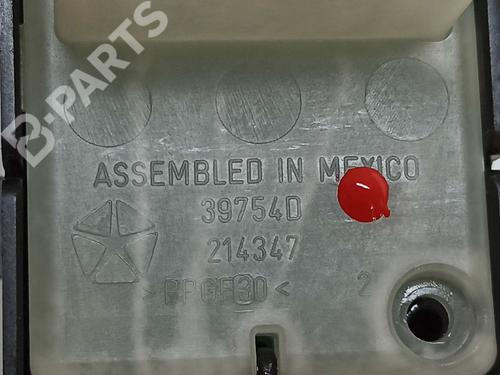 B-PARTS
ASSEMBLED IN MEXICO
39754D
214347
>PPGF30<
2